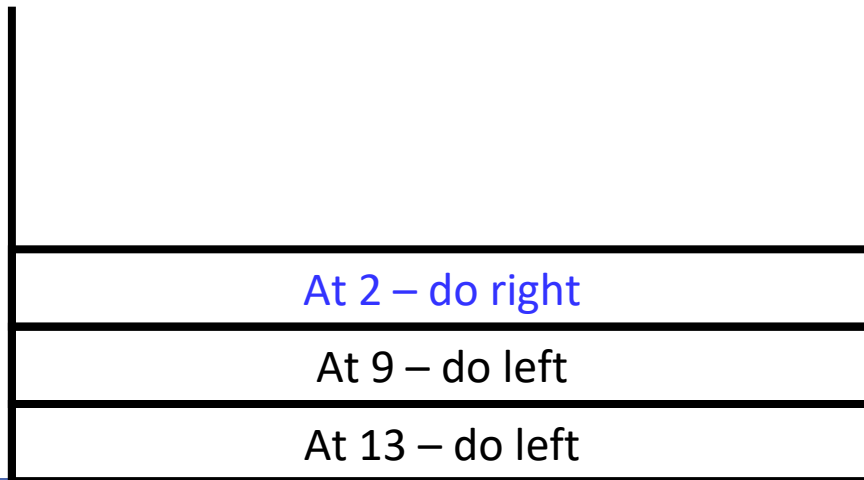 At 2 – do right
At 9 – do left
At 13 – do left